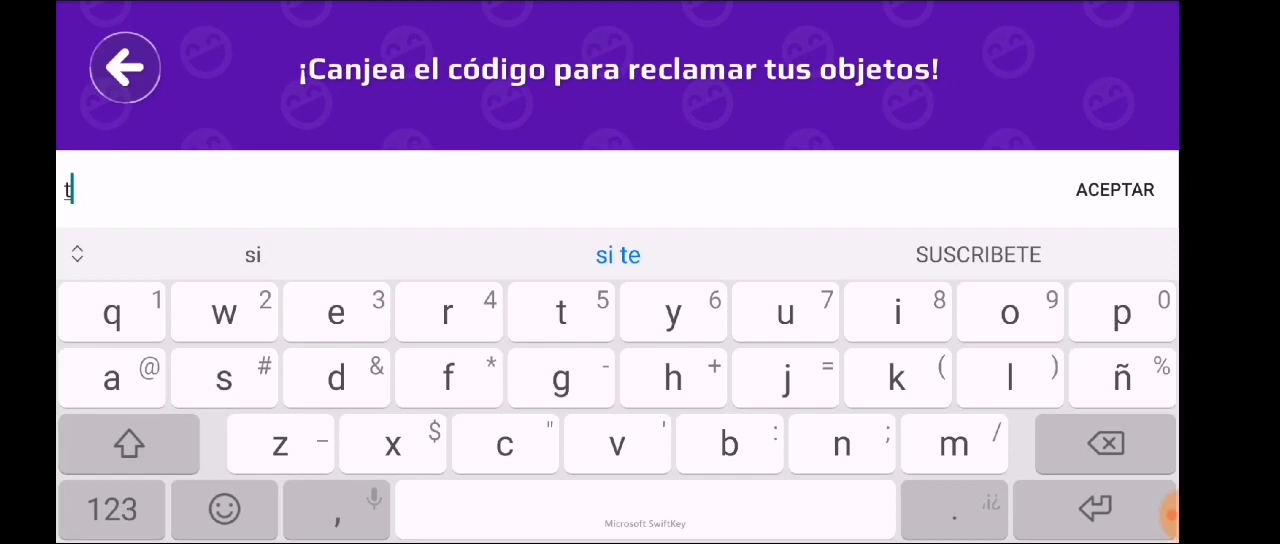 ¡Canjea el código para reclamar tus objetos!
t
ACEPTAR
si si te SUSCRIBETE
q 1 w 2 e 3 r 4 t 5 y 6 u 7 i 8 o 9 p 0
a @ s # d & f * g - h + j = k ( l ) ñ %
z _ x $ c " v ' b : n ; m /
123 , . ,i¿
Microsoft SwiftKey